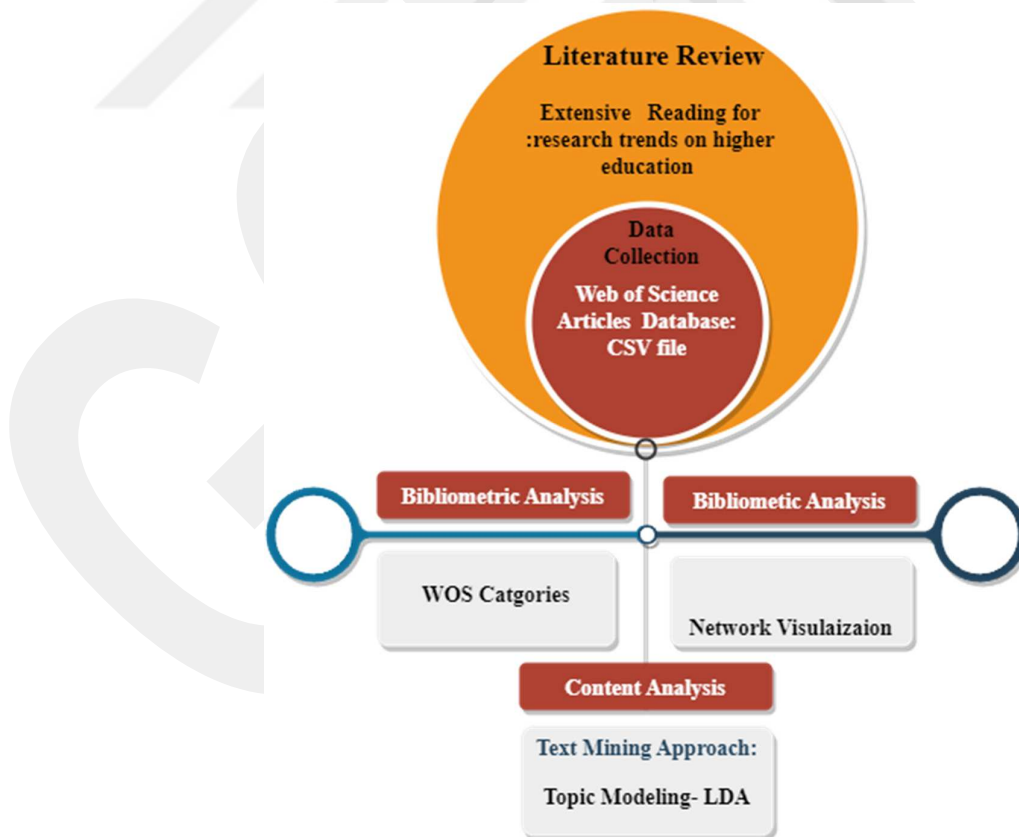 Literature Review
Extensive Reading for
:research trends on higher
education
Data
Collection
Web of Science
Articles Database:
CSV file
Bibliometric Analysis
Bibliometic Analysis
WOS Catgories
Network Visulaizaion
Content Analysis
Text Mining Approach:
Topic Modeling- LDA